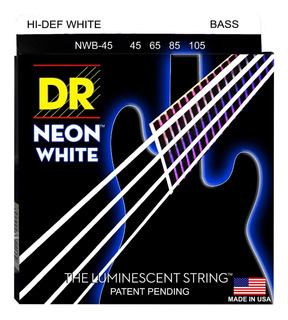 HI-DEF WHITE BASS
NWB-45 45 65 85 105
DR
NEON™
WHITE
THE LUMINESCENT STRING™
PATENT PENDING
MADE IN USA